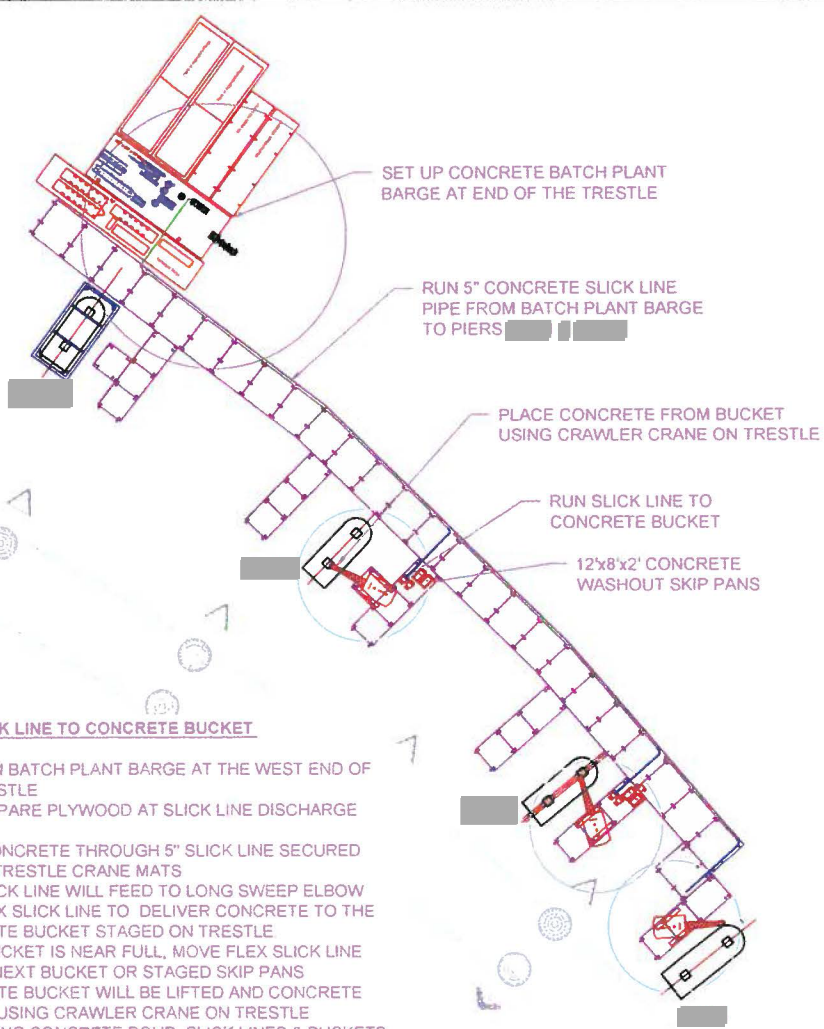 SET UP CONCRETE BATCH PLANT
BARGE AT END OF THE TRESTLE
RUN 5" CONCRETE SLICK LINE
PIPE FROM BATCH PLANT BARGE
TO PIERS
PLACE CONCRETE FROM BUCKET
USING CRAWLER CRANE ON TRESTLE
RUN SLICK LINE TO
CONCRETE BUCKET
12'x8'x2' CONCRETE
WASHOUT SKIP PANS
K LINE TO CONCRETE BUCKET
BATCH PLANT BARGE AT THE WEST END OF
STLE
PARE PLYWOOD AT SLICK LINE DISCHARGE
ONCRETE THROUGH 5" SLICK LINE SECURED
TRESTLE CRANE MATS
CK LINE WILL FEED TO LONG SWEEP ELBOW
X SLICK LINE TO DELIVER CONCRETE TO THE
TE BUCKET STAGED ON TRESTLE
UCKET IS NEAR FULL, MOVE FLEX SLICK LINE
NEXT BUCKET OR STAGED SKIP PANS
TE BUCKET WILL BE LIFTED AND CONCRETE
USING CRAWLER CRANE ON TRESTLE